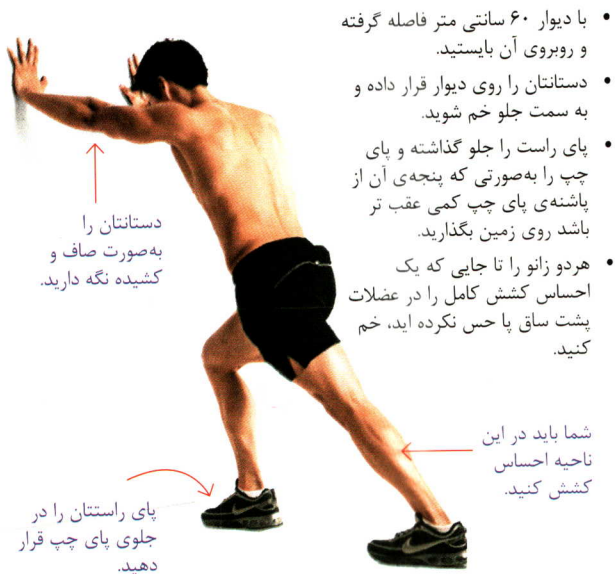 • با دیوار ۶۰ سانتی متر فاصله گرفته
و روبروی آن بایستید.
• دستانتان را روی دیوار قرار داده و
به سمت جلو خم شوید.
• پای راست را جلو گذاشته و پای
چپ را به‌صورتی که پنجه‌ی آن از
پاشنه‌ی پای چپ کمی عقب تر
باشد روی زمین بگذارید.
• هردو زانو را تا جایی که یک
احساس کشش کامل را در عضلات
پشت ساق پا حس نکرده اید، خم
کنید.
دستانتان را
به‌صورت صاف و
کشیده نگه دارید.
شما باید در این
ناحیه احساس
کشش کنید.
پای راستتان را در
جلوی پای چپ قرار
دهید.